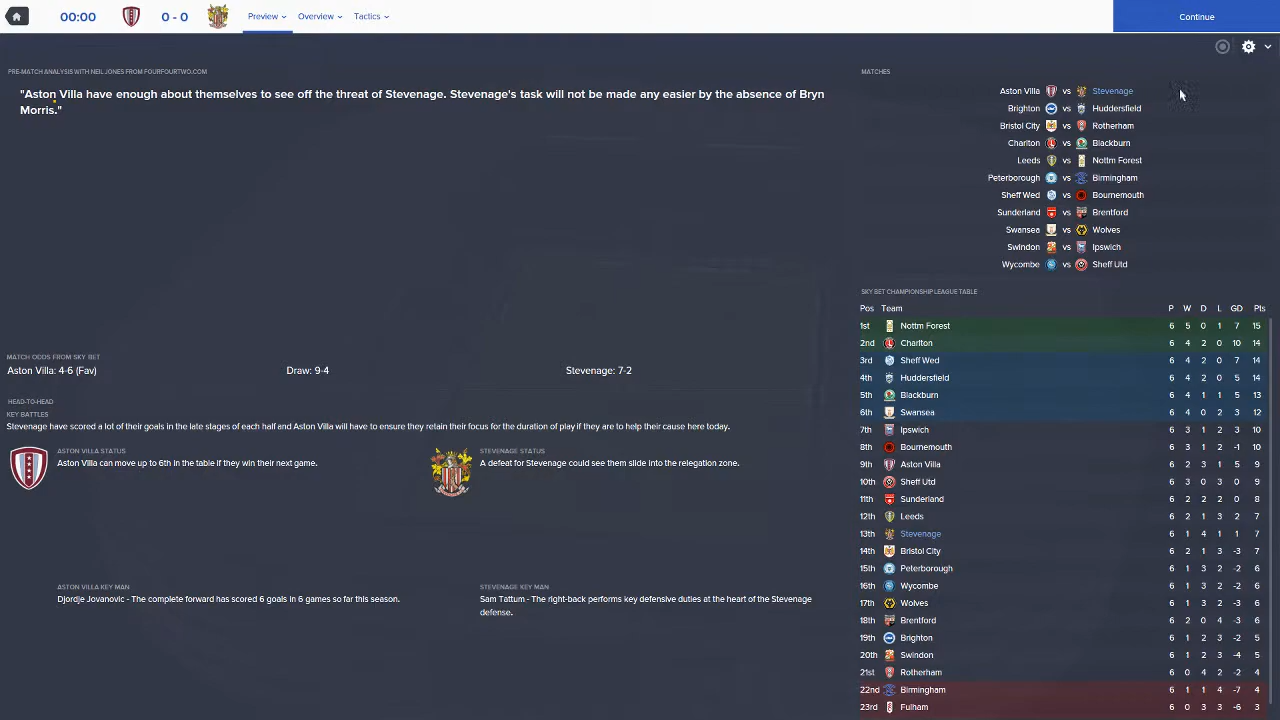 00:00 0 - 0 Preview Overview Tactics Continue
PRE-MATCH ANALYSIS WITH NEIL JONES FROM FOURFOURTWO.COM
"Aston Villa have enough about themselves to see off the threat of Stevenage. Stevenage's task will not be made any easier by the absence of Bryn
Morris."
MATCH ODDS FROM SKY BET
Aston Villa: 4-6 (Fav) Draw: 9-4 Stevenage: 7-2
HEAD-TO-HEAD
KEY BATTLES
Stevenage have scored a lot of their goals in the late stages of each half and Aston Villa will have to ensure they retain their focus for the duration of play if they are to help their cause here today.
ASTON VILLA STATUS
Aston Villa can move up to 6th in the table if they win their next game.
STEVENAGE STATUS
A defeat for Stevenage could see them slide into the relegation zone.
ASTON VILLA KEY MAN
Djordje Jovanovic - The complete forward has scored 6 goals in 6 games so far this season.
STEVENAGE KEY MAN
Sam Tattum - The right-back performs key defensive duties at the heart of the Stevenage
defense.
MATCHES
Aston Villa vs Stevenage
Brighton vs Huddersfield
Bristol City vs Rotherham
Charlton vs Blackburn
Leeds vs Nottm Forest
Peterborough vs Birmingham
Sheff Wed vs Bournemouth
Sunderland vs Brentford
Swansea vs Wolves
Swindon vs Ipswich
Wycombe vs Sheff Utd
SKY BET CHAMPIONSHIP LEAGUE TABLE
Pos Team P W D L GD Pts
1st Nottm Forest 6 5 0 1 7 15
2nd Charlton 6 4 2 0 10 14
3rd Sheff Wed 6 4 2 0 7 14
4th Huddersfield 6 4 2 0 5 14
5th Blackburn 6 4 1 1 5 13
6th Swansea 6 4 0 2 3 12
7th Ipswich 6 3 1 2 3 10
8th Bournemouth 6 3 1 2 -1 10
9th Aston Villa 6 2 3 1 5 9
10th Sheff Utd 6 3 0 3 0 9
11th Sunderland 6 2 2 2 0 8
12th Leeds 6 2 1 3 2 7
13th Stevenage 6 1 4 1 1 7
14th Bristol City 6 2 1 3 -3 7
15th Peterborough 6 1 3 2 -2 6
16th Wycombe 6 1 3 2 -2 6
17th Wolves 6 1 3 2 -3 6
18th Brentford 6 2 0 4 -3 6
19th Brighton 6 1 2 3 -2 5
20th Swindon 6 1 2 3 -4 5
21st Rotherham 6 0 4 2 -2 4
22nd Birmingham 6 1 1 4 -7 4
23rd Fulham 6 0 3 3 -6 3